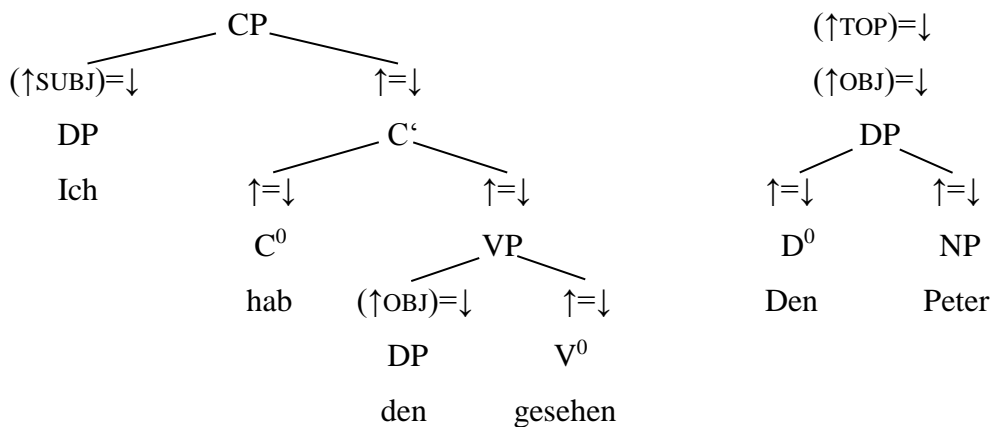 CP (↑TOP)=↓
(↑SUBJ)=↓ ↑=↓ (↑OBJ)=↓
DP C‘ DP
Ich ↑=↓ ↑=↓ ↑=↓ ↑=↓
C⁰ VP D⁰ NP
hab (↑OBJ)=↓ ↑=↓ Den Peter
DP V⁰
den gesehen